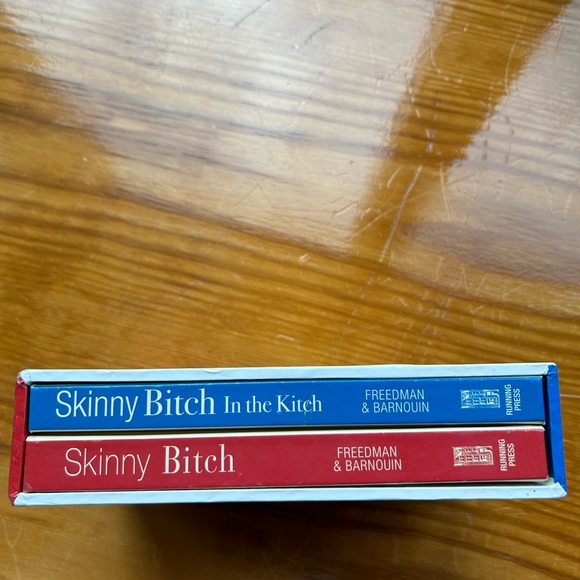 Skinny Bitch In the Kitch
FREEDMAN
& BARNOUIN
RUNNING
PRESS
Skinny Bitch
FREEDMAN
& BARNOUIN
RUNNING
PRESS